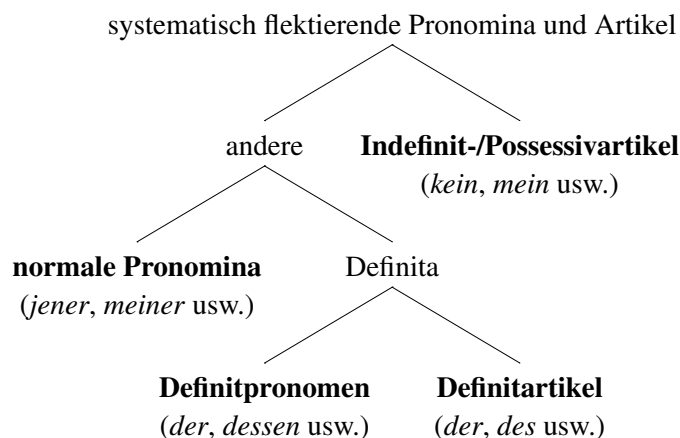 systematisch flektierende Pronomina und Artikel
andere
Indefinit-/Possessivartikel
(kein, mein usw.)
normale Pronomina
(jener, meiner usw.)
Definita
Definitpronomen
(der, dessen usw.)
Definitartikel
(der, des usw.)